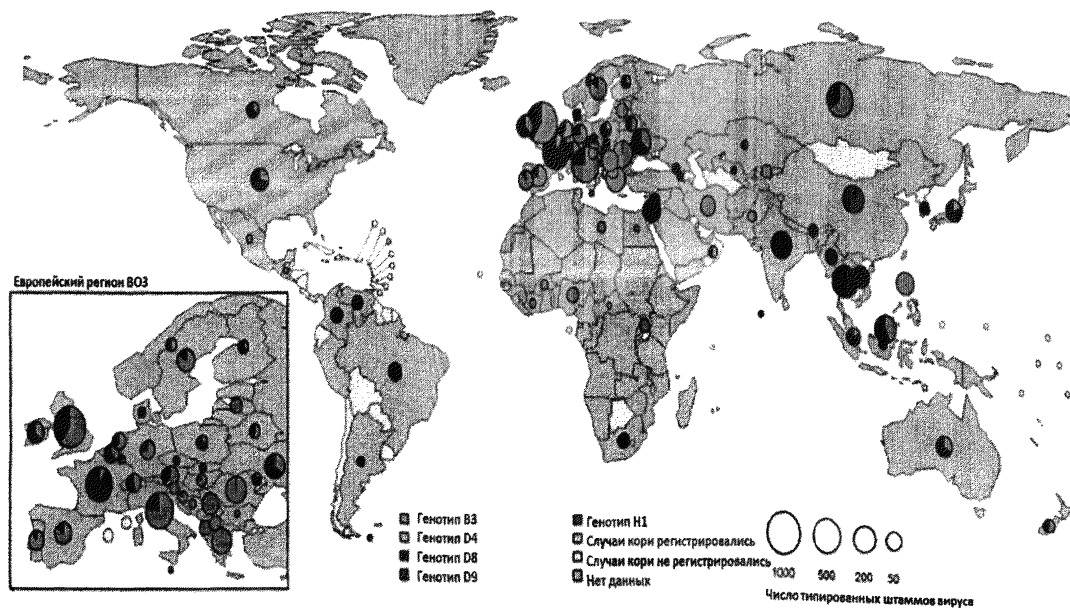 Европейский регион ВОЗ
Генотип B3
Генотип D4
Генотип D8
Генотип D9
Генотип H1
Случаи кори регистрировались
Случаи кори не регистрировались
Нет данных
1000 500 200 50
Число типированных штаммов вируса